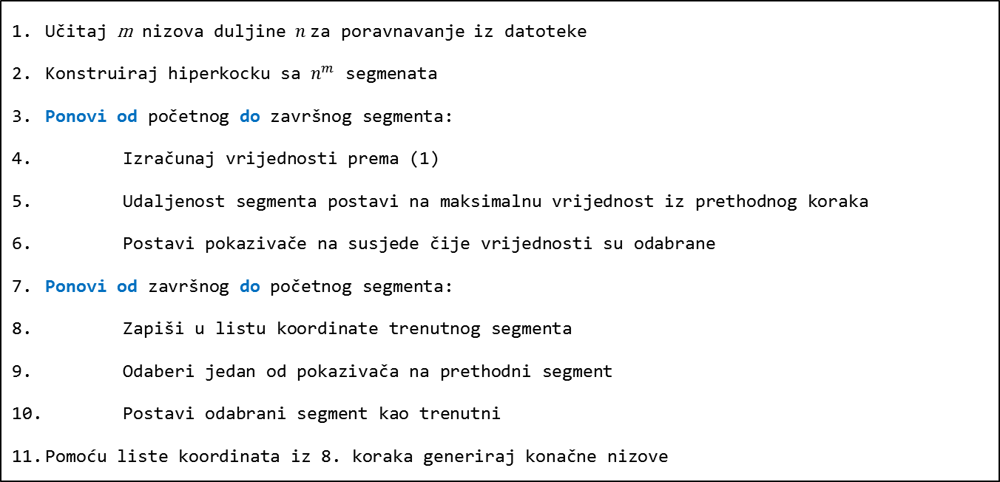 1. Učitaj m nizova duljine n za poravnavanje iz datoteke
2. Konstruiraj hiperkocku sa nᵐ segmenata
3. Ponovi od početnog do završnog segmenta:
4. Izračunaj vrijednosti prema (1)
5. Udaljenost segmenta postavi na maksimalnu vrijednost iz prethodnog koraka
6. Postavi pokazivače na susjede čije vrijednosti su odabrane
7. Ponovi od završnog do početnog segmenta:
8. Zapiši u listu koordinate trenutnog segmenta
9. Odaberi jedan od pokazivača na prethodni segment
10. Postavi odabrani segment kao trenutni
11. Pomoću liste koordinata iz 8. koraka generiraj konačne nizove